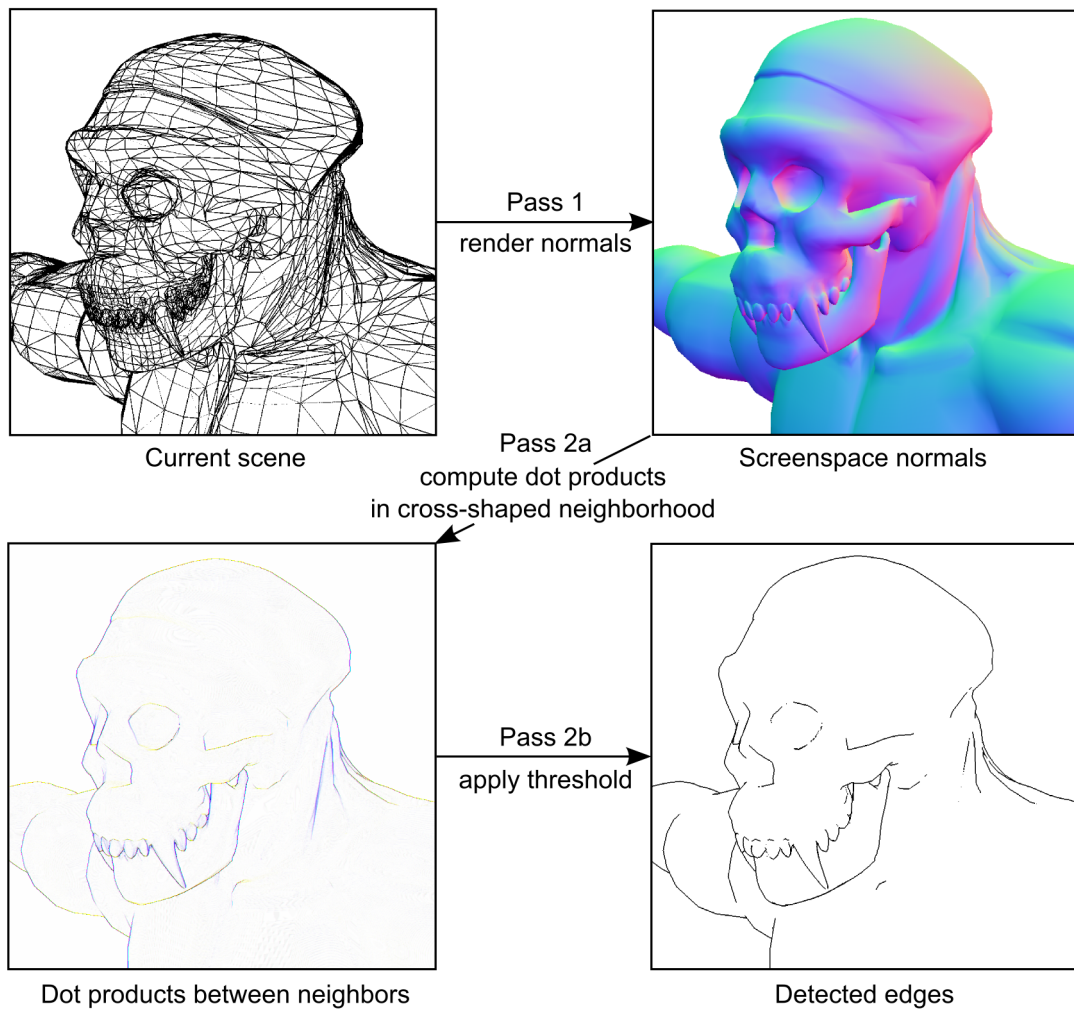 Pass 1
render normals
Current scene
Screenspace normals
Pass 2a
compute dot products
in cross-shaped neighborhood
Pass 2b
apply threshold
Dot products between neighbors
Detected edges